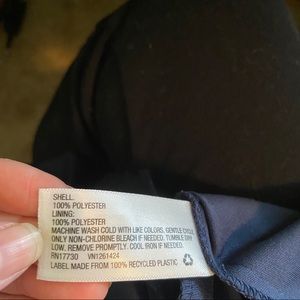 SHELL:
100% POLYESTER
LINING:
100% POLYESTER
MACHINE WASH COLD WITH LIKE COLORS. GENTLE CYCLE
ONLY NON-CHLORINE BLEACH IF NEEDED. TUMBLE DRY
LOW. REMOVE PROMPTLY. COOL IRON IF NEEDED.
RN17730 VN1261424
LABEL MADE FROM 100% RECYCLED PLASTIC